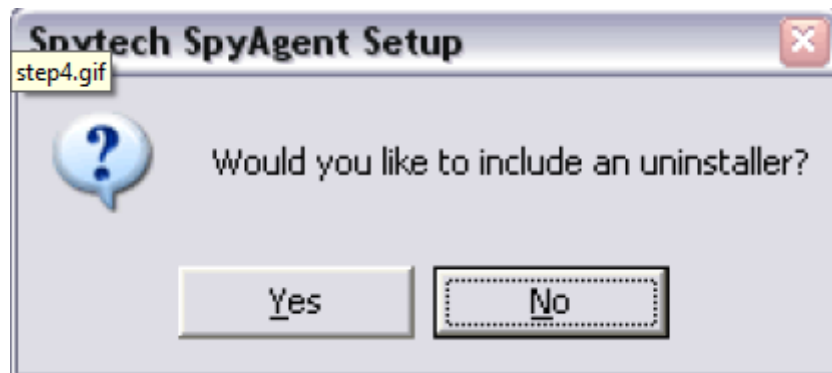 Spytech SpyAgent Setup
step4.gif
Would you like to include an uninstaller?
Yes
No